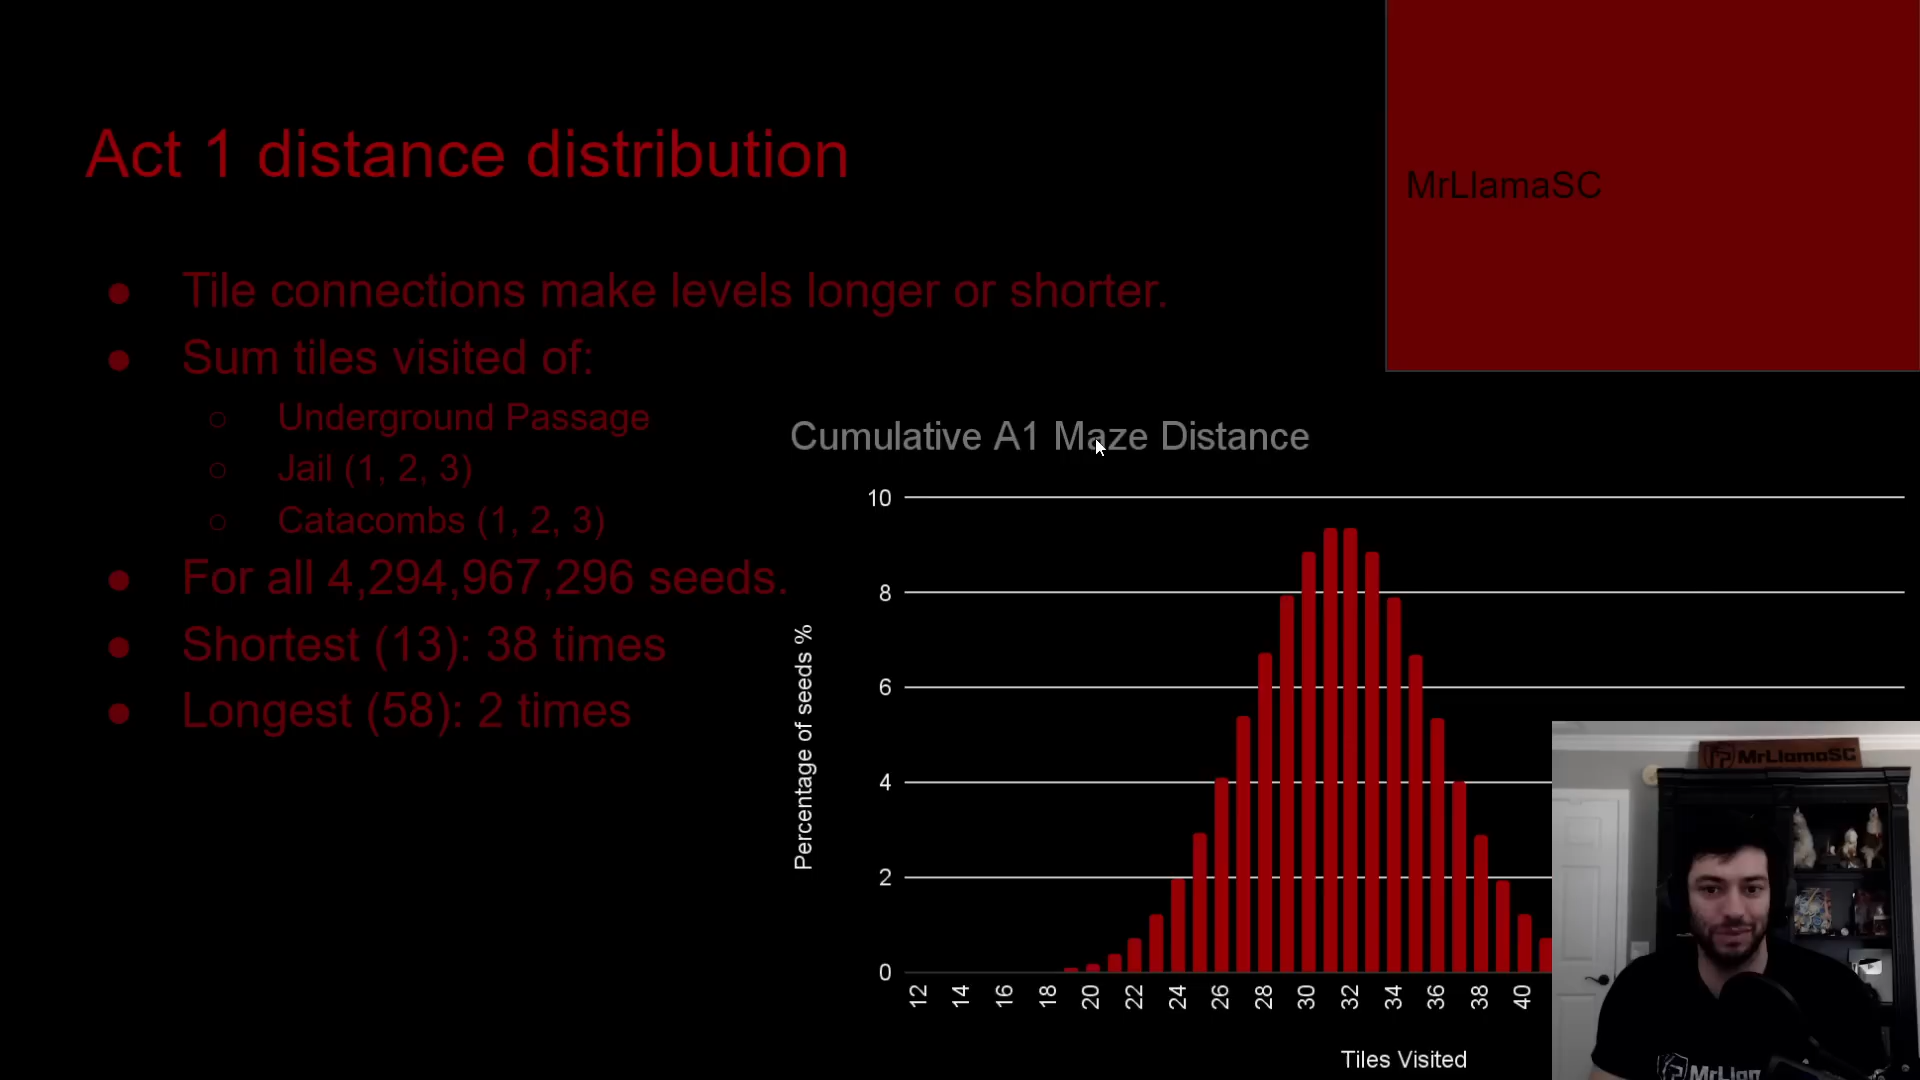 Act 1 distance distribution
MrLlamaSC
● Tile connections make levels longer or shorter.
● Sum tiles visited of:
○ Underground Passage
○ Jail (1, 2, 3)
○ Catacombs (1, 2, 3)
● For all 4,294,967,296 seeds.
● Shortest (13): 38 times
● Longest (58): 2 times
Cumulative A1 Maze Distance
Percentage of seeds %
10
8
6
4
2
0
12 14 16 18 20 22 24 26 28 30 32 34 36 38 40
Tiles Visited
MrLlamaSC